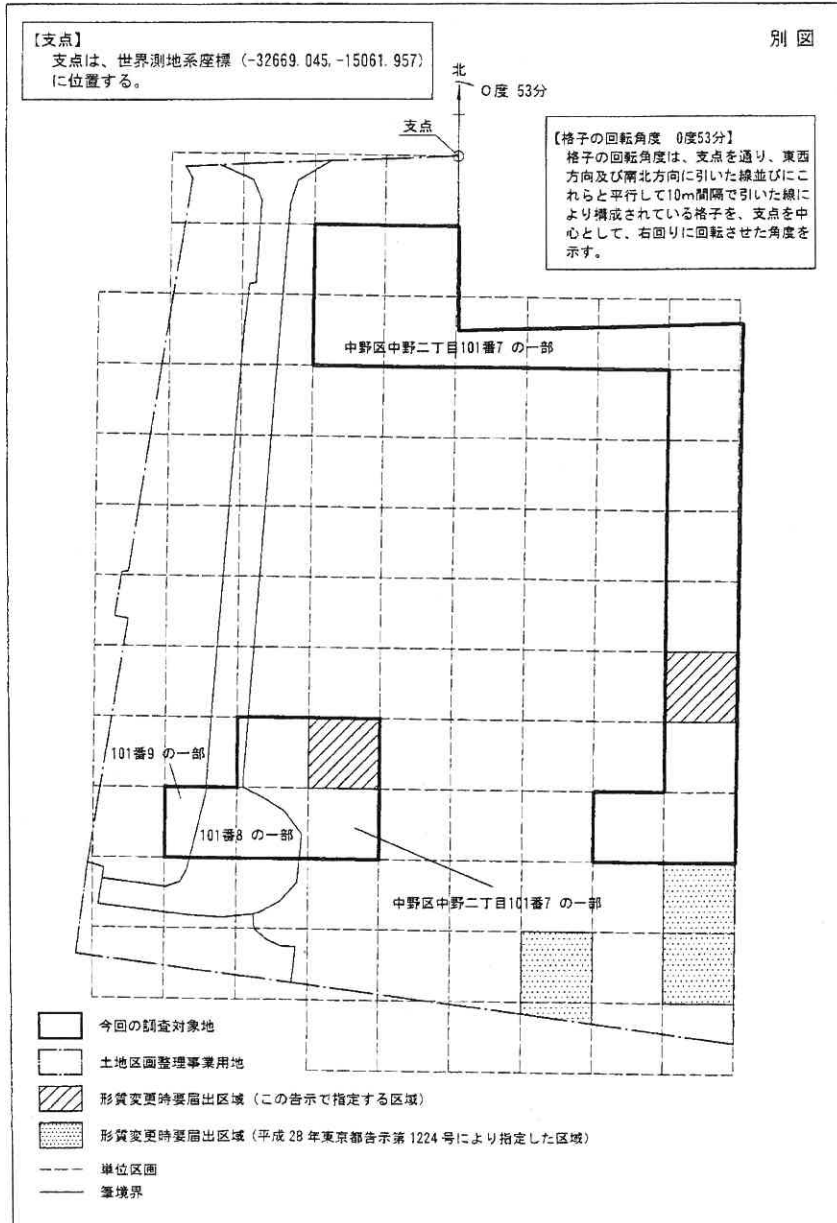 別図
【支点】
支点は、世界測地系座標（-32669.045,-15061.957）
に位置する。
北
0度 53分
支点
【格子の回転角度 0度53分】
格子の回転角度は、支点を通り、東西
方向及び南北方向に引いた線並びにこ
れらと平行して10m間隔で引いた線に
より構成されている格子を、支点を中
心として、右回りに回転させた角度を
示す。
中野区中野二丁目101番7 の一部
101番9 の一部
101番8 の一部
中野区中野二丁目101番7 の一部
今回の調査対象地
土地区画整理事業用地
形質変更時要届出区域（この告示で指定する区域）
形質変更時要届出区域（平成28年東京都告示第1224号により指定した区域）
単位区画
筆境界